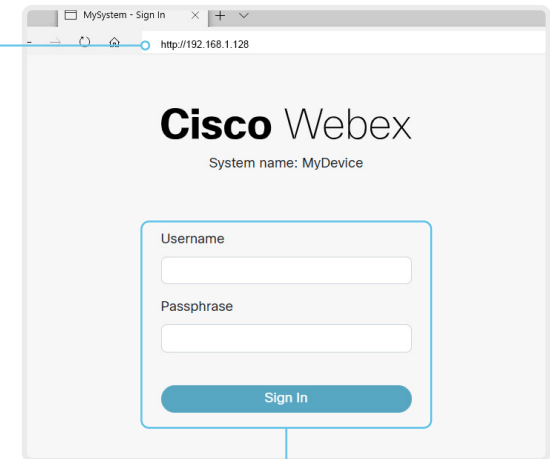 MySystem - Sign In
http://192.168.1.128
Cisco Webex
System name: MyDevice
Username
Passphrase
Sign In